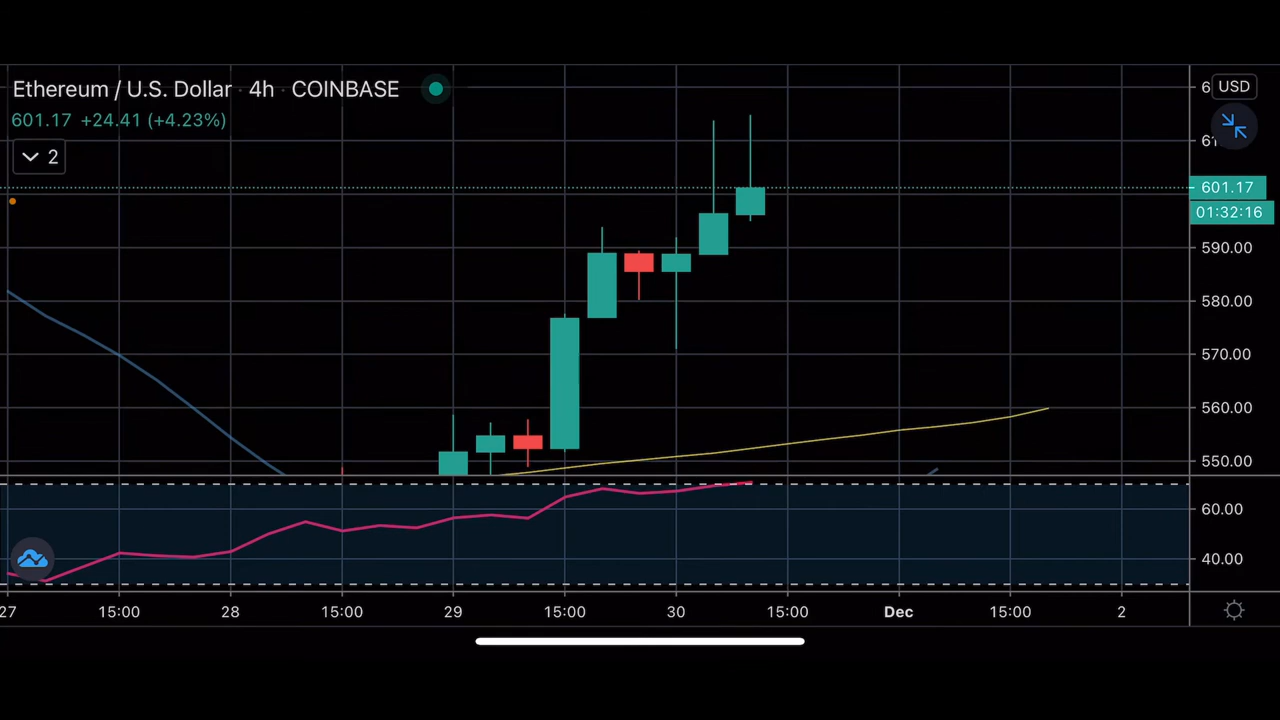 Ethereum / U.S. Dollar · 4h · COINBASE
601.17 +24.41 (+4.23%)
2
USD
601.17
01:32:16
590.00
580.00
570.00
560.00
550.00
60.00
40.00
27 15:00 28 15:00 29 15:00 30 15:00 Dec 15:00 2